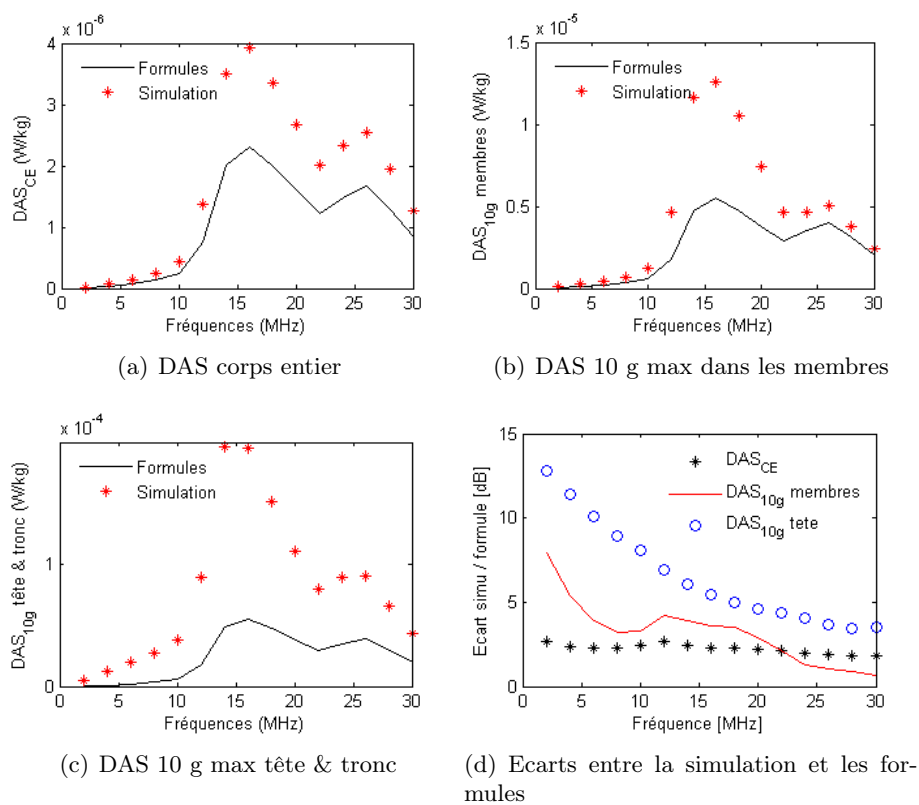 x 10^-6
4
3
2
1
0
DAS_CE (W/kg)
Formules
Simulation
0 5 10 15 20 25 30
Fréquences (MHz)
(a) DAS corps entier
x 10^-5
1.5
1
0.5
0
DAS_10g membres (W/kg)
Formules
Simulation
0 5 10 15 20 25 30
Fréquences (MHz)
(b) DAS 10 g max dans les membres
x 10^-4
1
0
DAS_10g tête & tronc (W/kg)
Formules
Simulation
0 5 10 15 20 25 30
Fréquences (MHz)
(c) DAS 10 g max tête & tronc
15
10
5
0
Ecart simu / formule [dB]
DAS_CE
DAS_10g membres
DAS_10g tete
0 5 10 15 20 25 30
Fréquence [MHz]
(d) Ecarts entre la simulation et les for-
mules